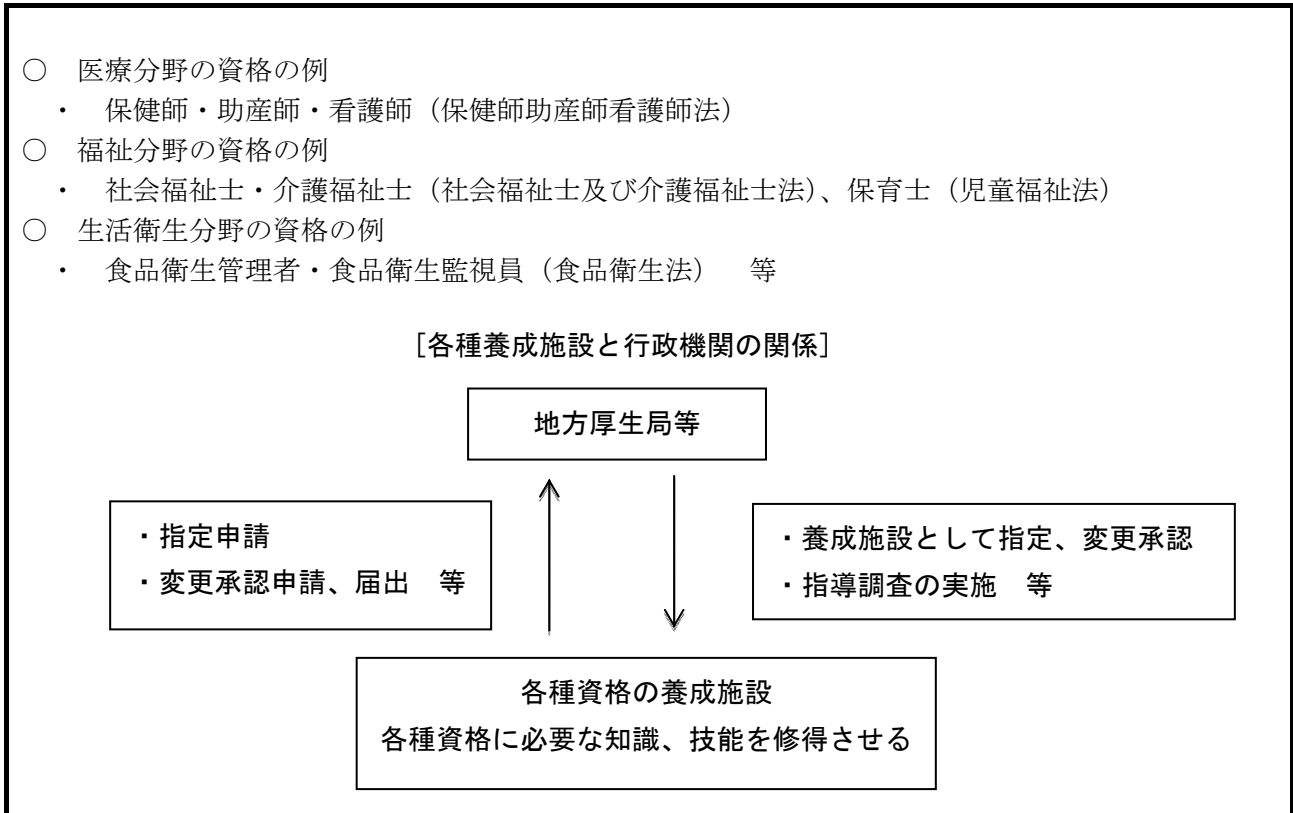 ○ 医療分野の資格の例
・ 保健師・助産師・看護師（保健師助産師看護師法）
○ 福祉分野の資格の例
・ 社会福祉士・介護福祉士（社会福祉士及び介護福祉士法）、保育士（児童福祉法）
○ 生活衛生分野の資格の例
・ 食品衛生管理者・食品衛生監視員（食品衛生法） 等
［各種養成施設と行政機関の関係］
地方厚生局等
・指定申請
・変更承認申請、届出 等
・養成施設として指定、変更承認
・指導調査の実施 等
各種資格の養成施設
各種資格に必要な知識、技能を修得させる